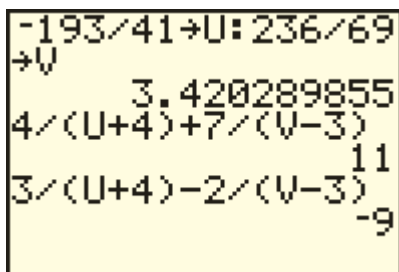 -193/41→U:236/69
→V
3.420289855
4/(U+4)+7/(V-3)
11
3/(U+4)-2/(V-3)
-9